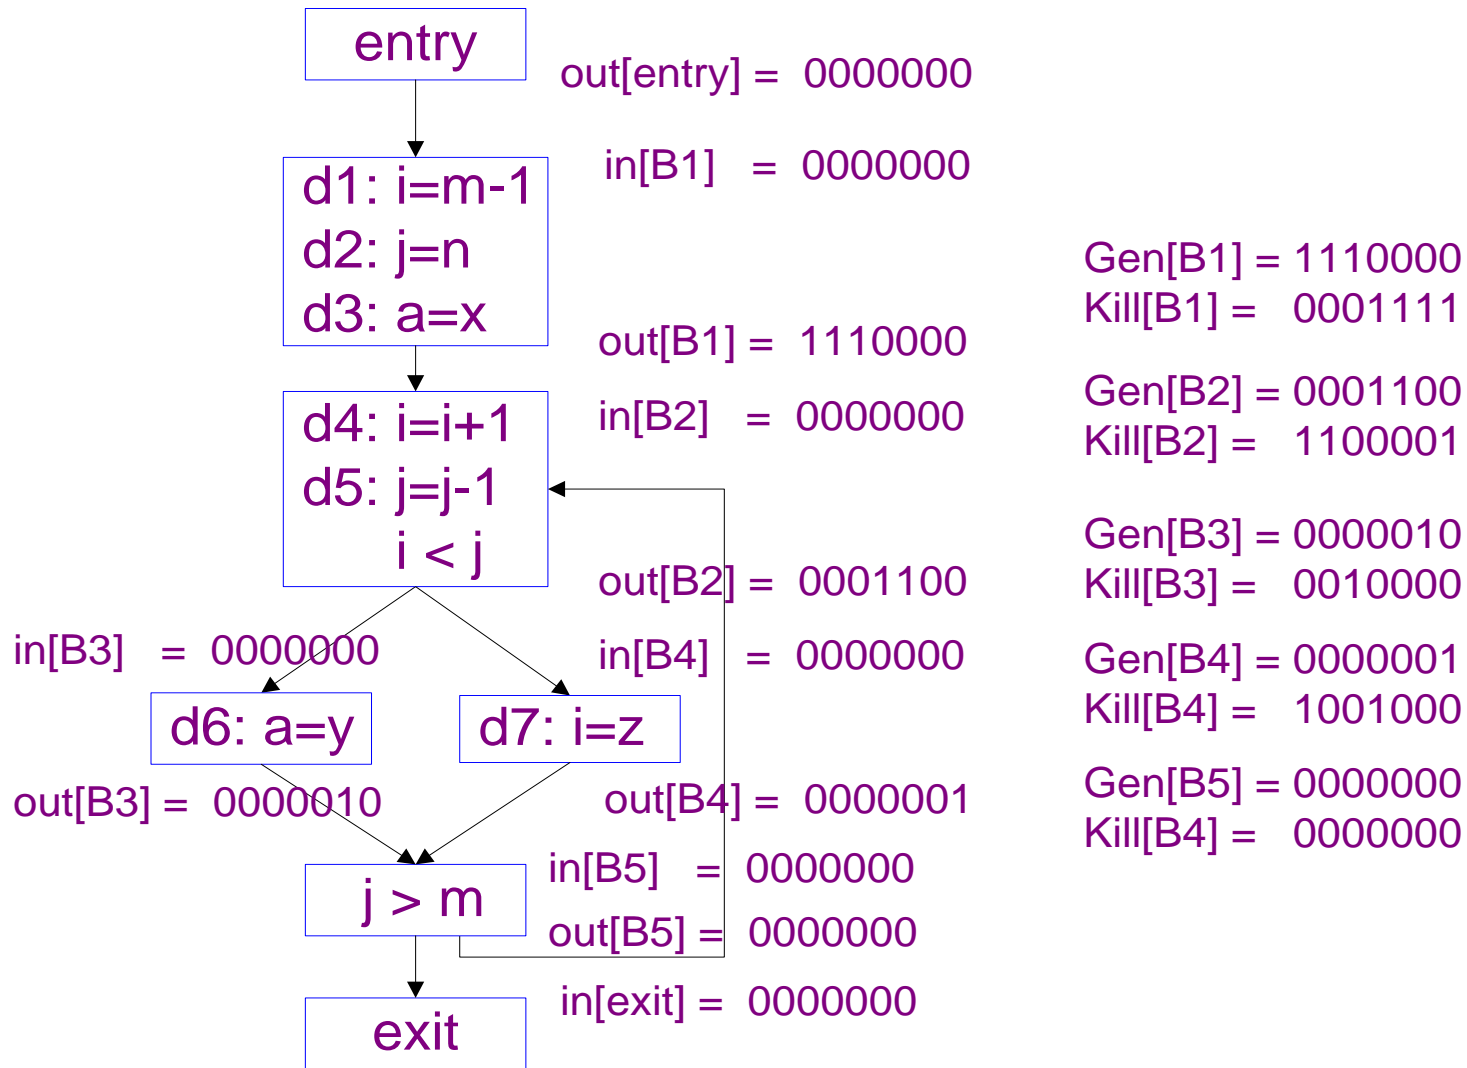 entry
out[entry] = 0000000
in[B1] = 0000000
d1: i=m-1
d2: j=n
d3: a=x
out[B1] = 1110000
in[B2] = 0000000
d4: i=i+1
d5: j=j-1
i < j
out[B2] = 0001100
in[B3] = 0000000
in[B4] = 0000000
d6: a=y
d7: i=z
out[B3] = 0000010
out[B4] = 0000001
in[B5] = 0000000
j > m
out[B5] = 0000000
in[exit] = 0000000
exit
Gen[B1] = 1110000
Kill[B1] = 0001111
Gen[B2] = 0001100
Kill[B2] = 1100001
Gen[B3] = 0000010
Kill[B3] = 0010000
Gen[B4] = 0000001
Kill[B4] = 1001000
Gen[B5] = 0000000
Kill[B4] = 0000000